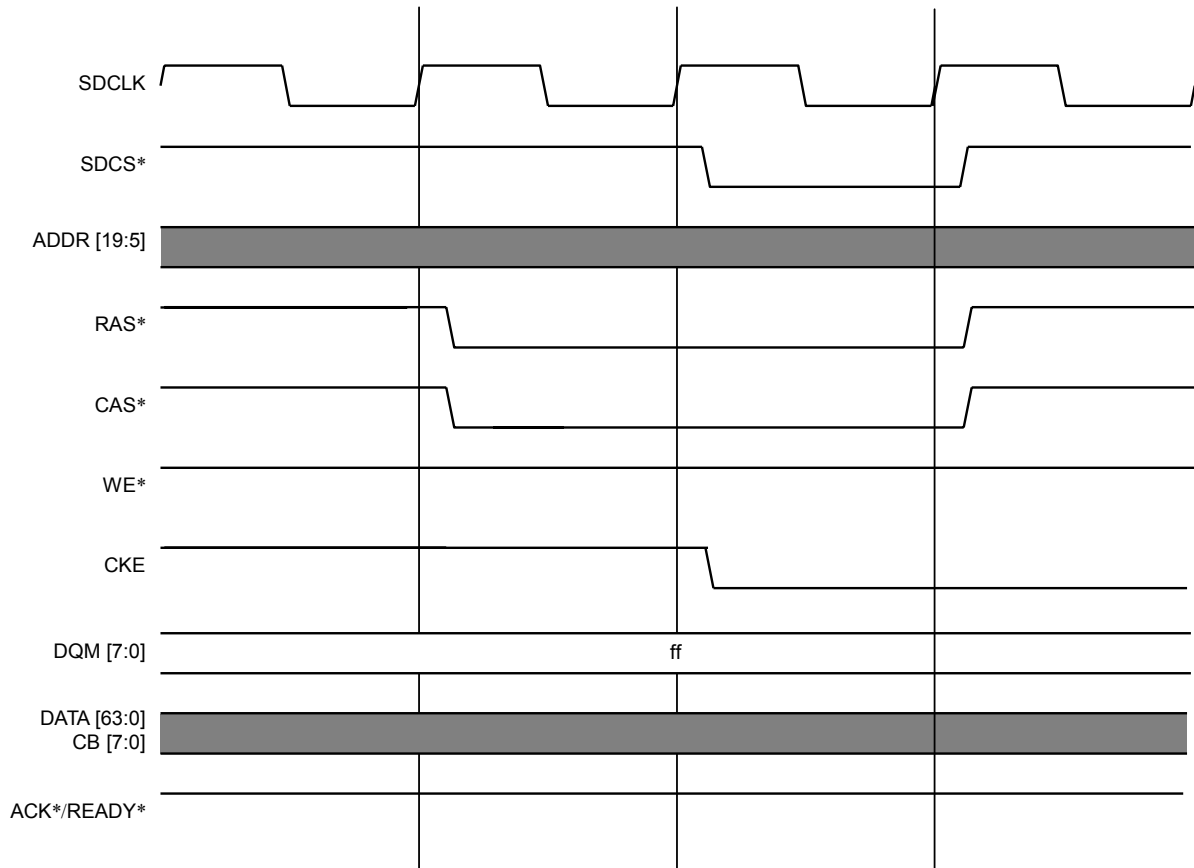 SDCLK
SDCS*
ADDR [19:5]
RAS*
CAS*
WE*
CKE
DQM [7:0]
ff
DATA [63:0]
CB [7:0]
ACK*/READY*